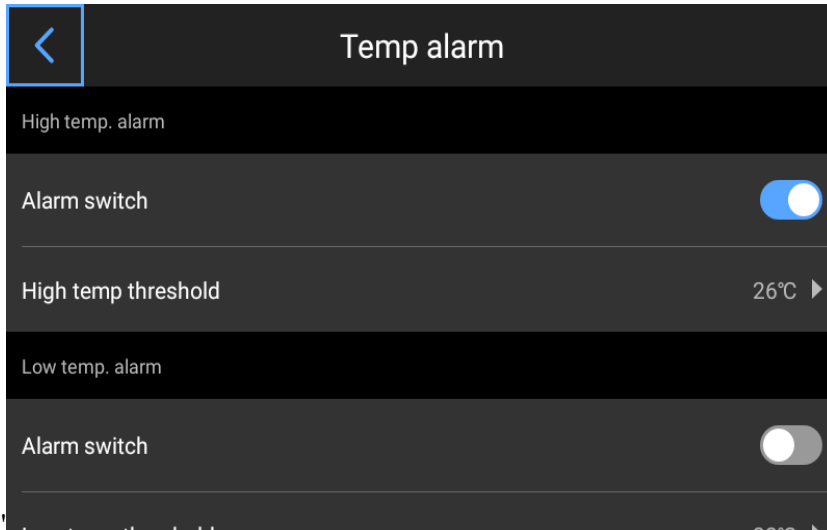 Temp alarm
High temp. alarm
Alarm switch
High temp threshold 26℃
Low temp. alarm
Alarm switch